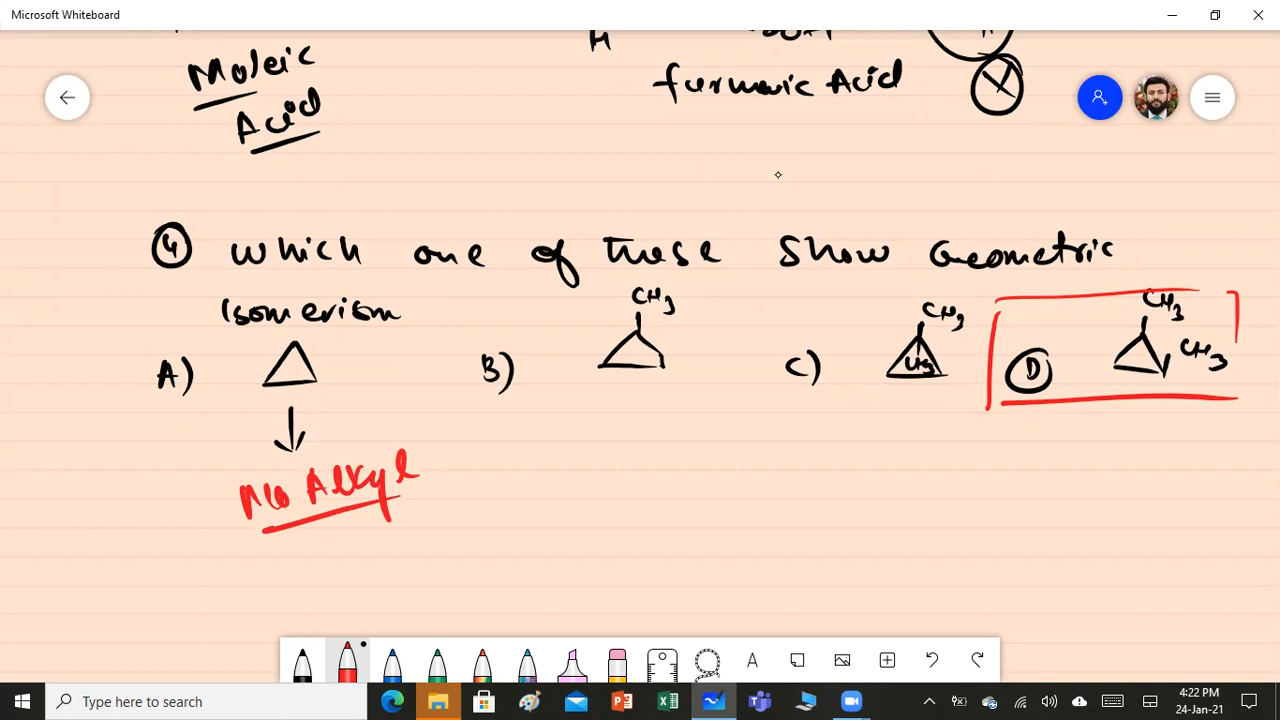 Microsoft Whiteboard
H
Moleic
Acid
furmaric Acid
④ Which one of these Show Geometric
Isomerism
CH3
CH3
CH3
A)
B)
C)
CH3
D
CH3
No Alkyl
A
Type here to search
4:22 PM
24-Jan-21